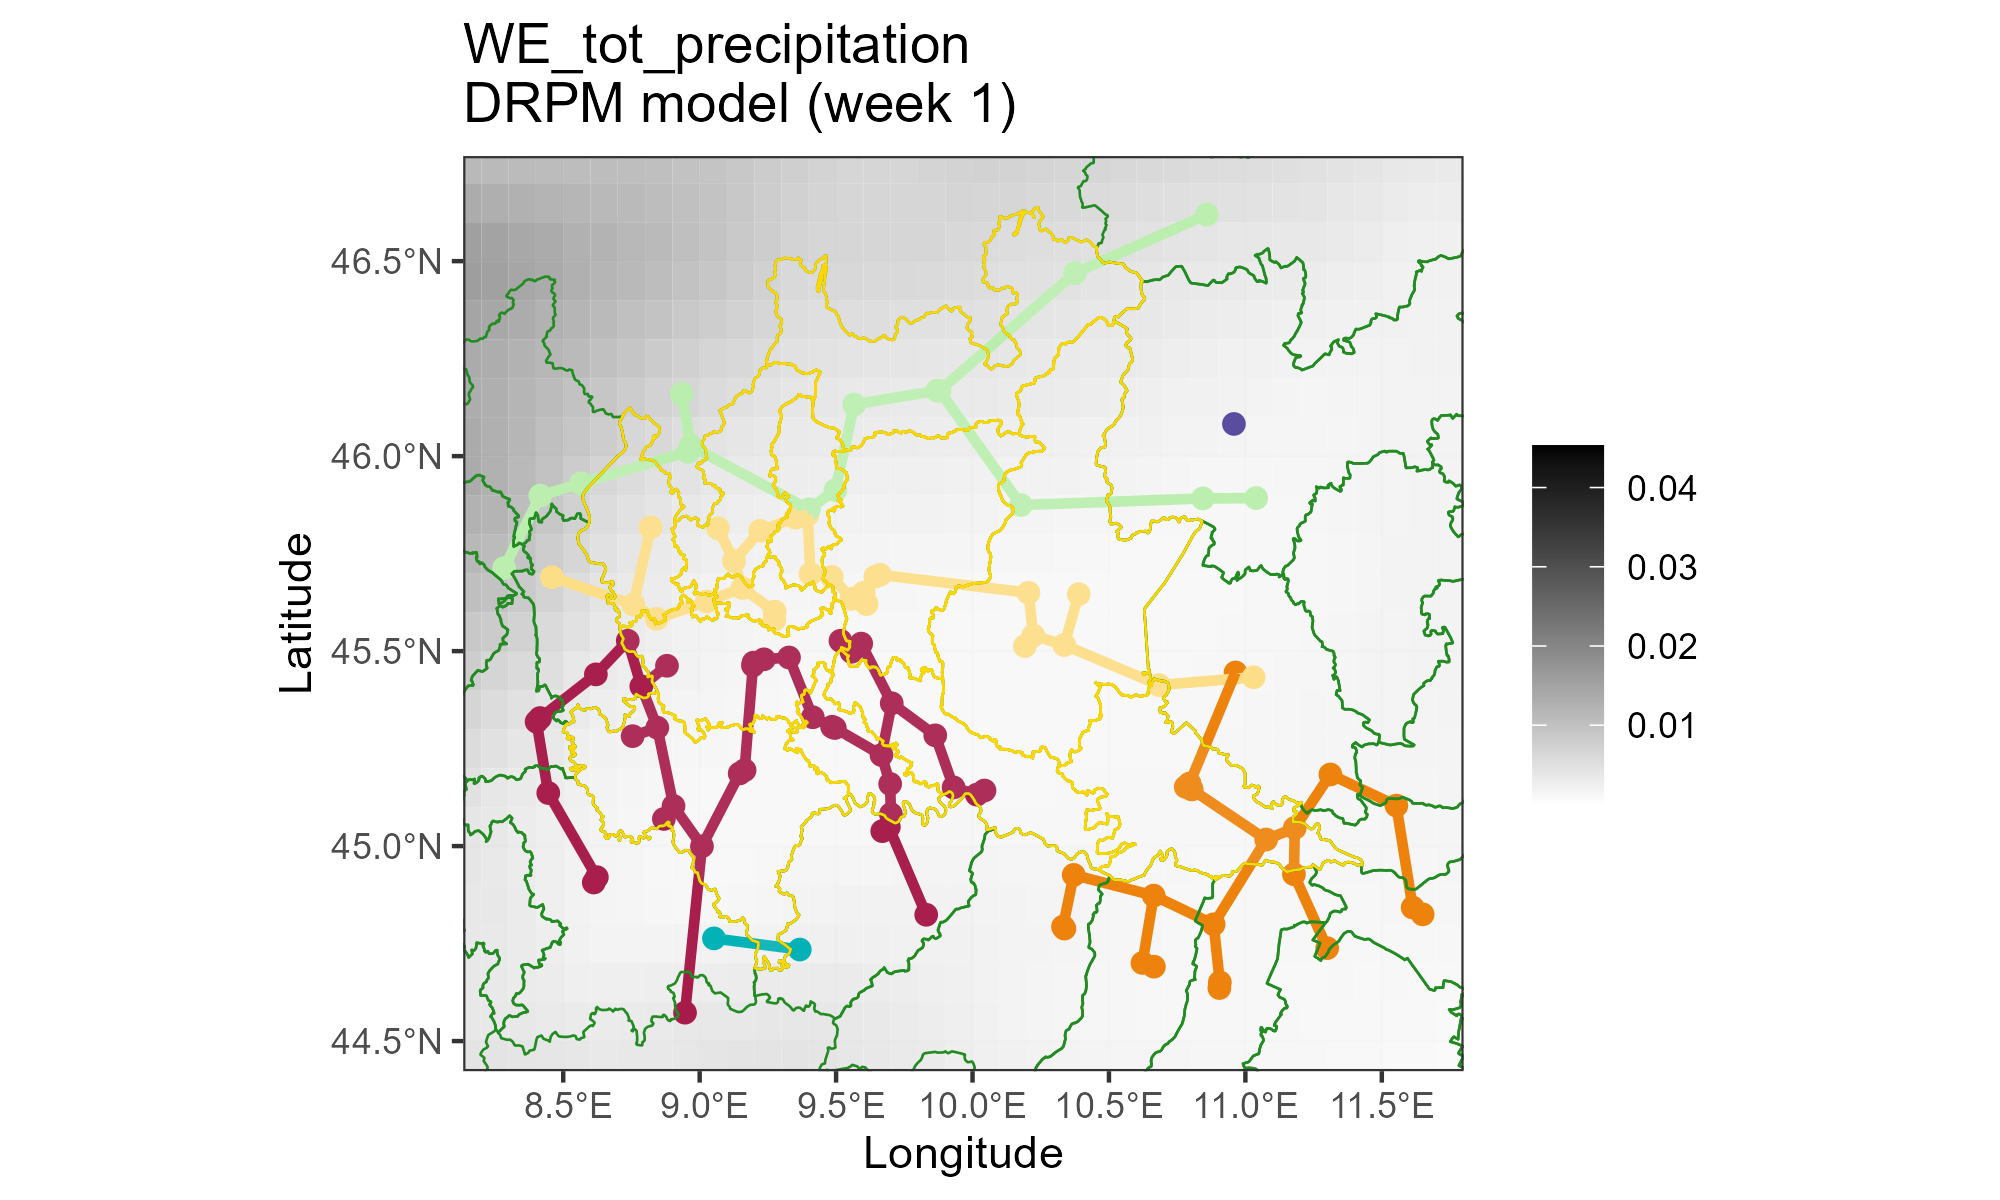 WE_tot_precipitation
DRPM model (week 1)
46.5°N
46.0°N
45.5°N
45.0°N
44.5°N
Latitude
8.5°E
9.0°E
9.5°E
10.0°E
10.5°E
11.0°E
11.5°E
Longitude
0.04
0.03
0.02
0.01